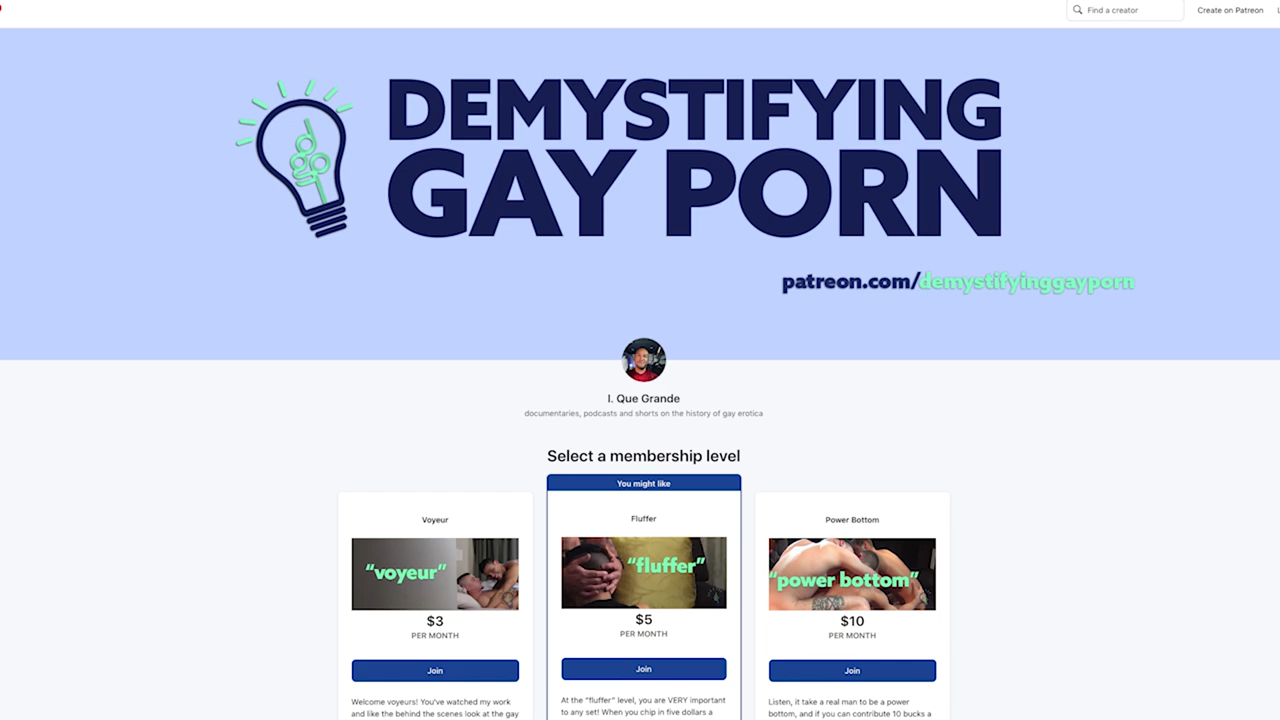 Find a creator
Create on Patreon
DEMYSTIFYING
GAY PORN
dgp
patreon.com/demystifyinggayporn
I. Que Grande
documentaries, podcasts and shorts on the history of gay erotica
Select a membership level
You might like
Voyeur
"voyeur"
$3
PER MONTH
Join
Welcome voyeurs! You've watched my work
and like the behind the scenes look at the gay
Fluffer
"fluffer"
$5
PER MONTH
Join
At the "fluffer" level, you are VERY important
to any set! When you chip in five dollars a
Power Bottom
"power bottom"
$10
PER MONTH
Join
Listen, it take a real man to be a power
bottom, and if you can contribute 10 bucks a